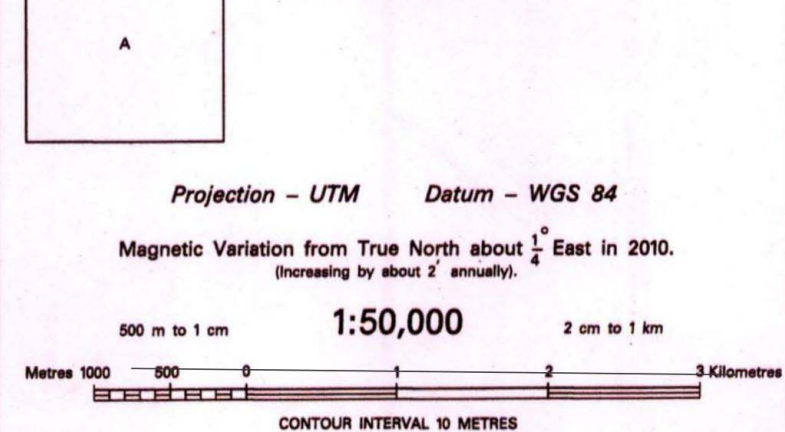 A
Projection – UTM Datum – WGS 84
Magnetic Variation from True North about 1/4° East in 2010.
(Increasing by about 2′ annually).
500 m to 1 cm 1:50,000 2 cm to 1 km
Metres 1000 500 0 1 2 3 Kilometres
CONTOUR INTERVAL 10 METRES